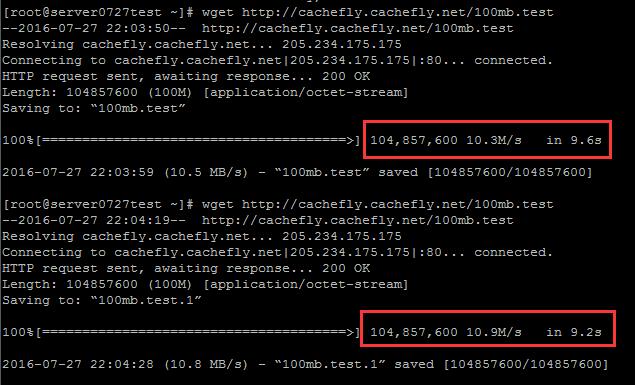 [root@server0727test ~]# wget http://cachefly.cachefly.net/100mb.test
--2016-07-27 22:03:50--  http://cachefly.cachefly.net/100mb.test
Resolving cachefly.cachefly.net... 205.234.175.175
Connecting to cachefly.cachefly.net|205.234.175.175|:80... connected.
HTTP request sent, awaiting response... 200 OK
Length: 104857600 (100M) [application/octet-stream]
Saving to: “100mb.test”
100%[======================================>] 104,857,600 10.3M/s   in 9.6s
2016-07-27 22:03:59 (10.5 MB/s) - “100mb.test” saved [104857600/104857600]
[root@server0727test ~]# wget http://cachefly.cachefly.net/100mb.test
--2016-07-27 22:04:19--  http://cachefly.cachefly.net/100mb.test
Resolving cachefly.cachefly.net... 205.234.175.175
Connecting to cachefly.cachefly.net|205.234.175.175|:80... connected.
HTTP request sent, awaiting response... 200 OK
Length: 104857600 (100M) [application/octet-stream]
Saving to: “100mb.test.1”
100%[======================================>] 104,857,600 10.9M/s   in 9.2s
2016-07-27 22:04:28 (10.8 MB/s) - “100mb.test.1” saved [104857600/104857600]